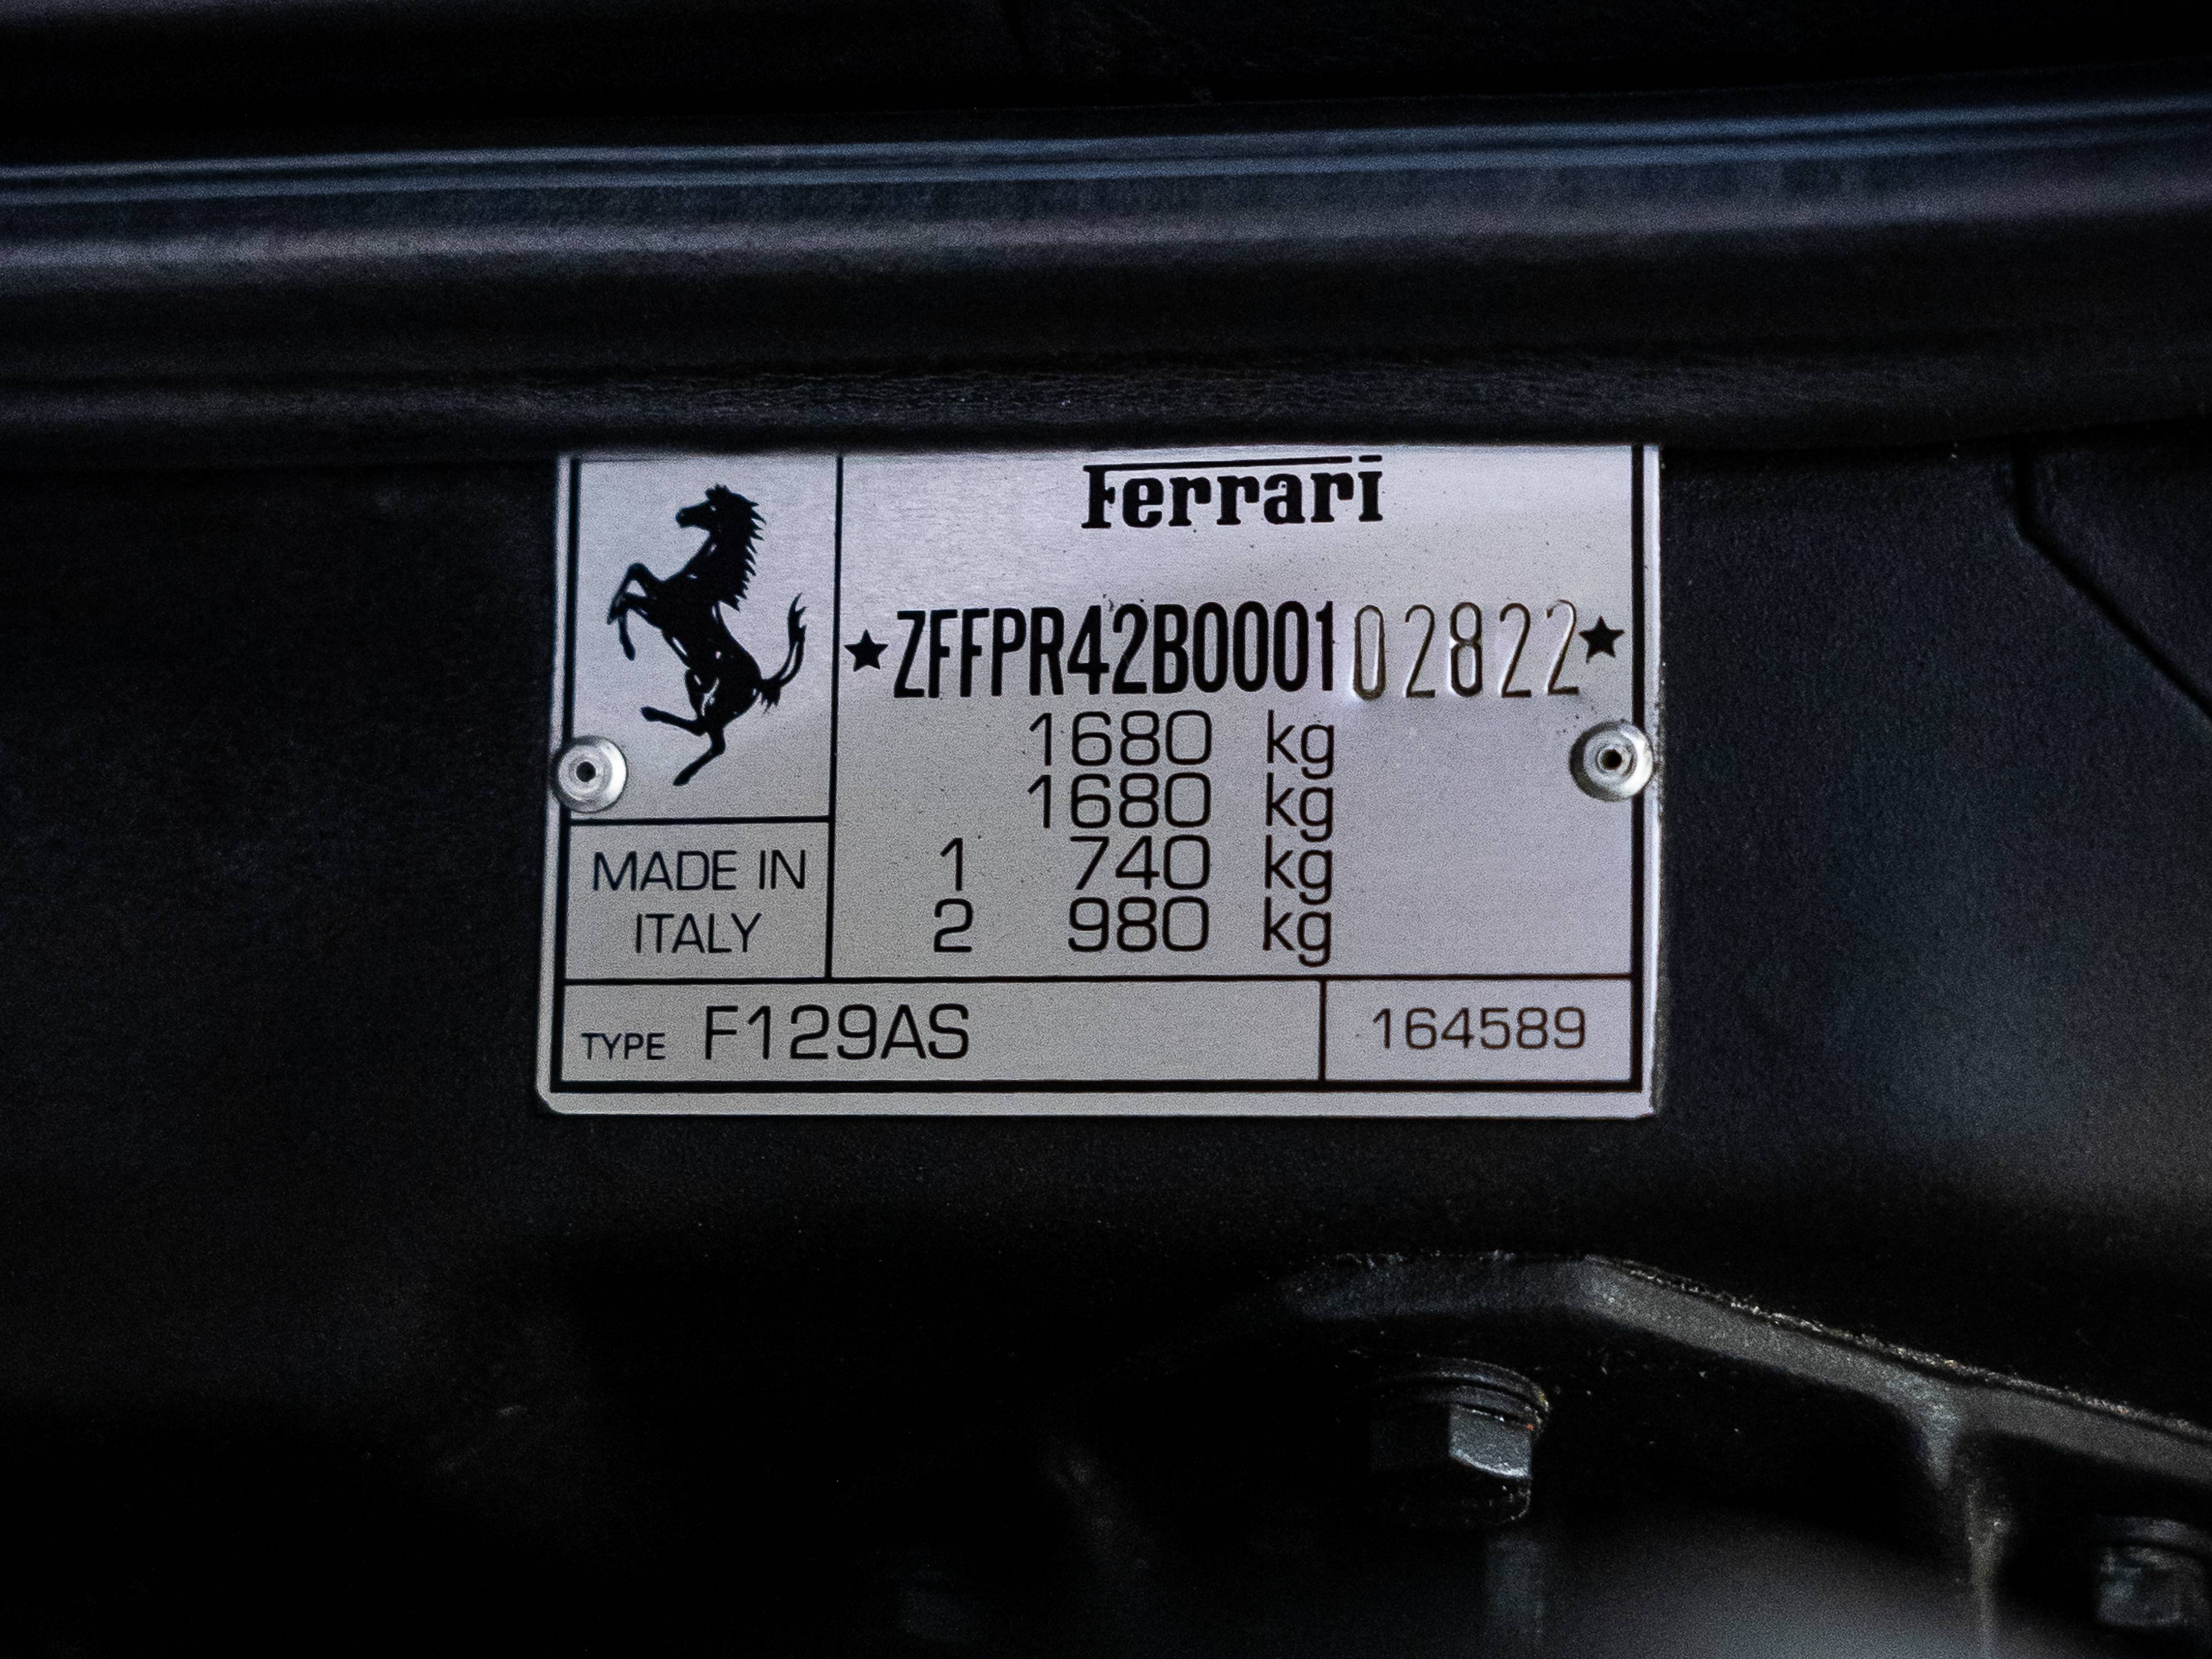 Ferrari
★ZFFPR42B000102822★
1680 kg
1680 kg
1 740 kg
2 980 kg
MADE IN
ITALY
TYPE F129AS
164589